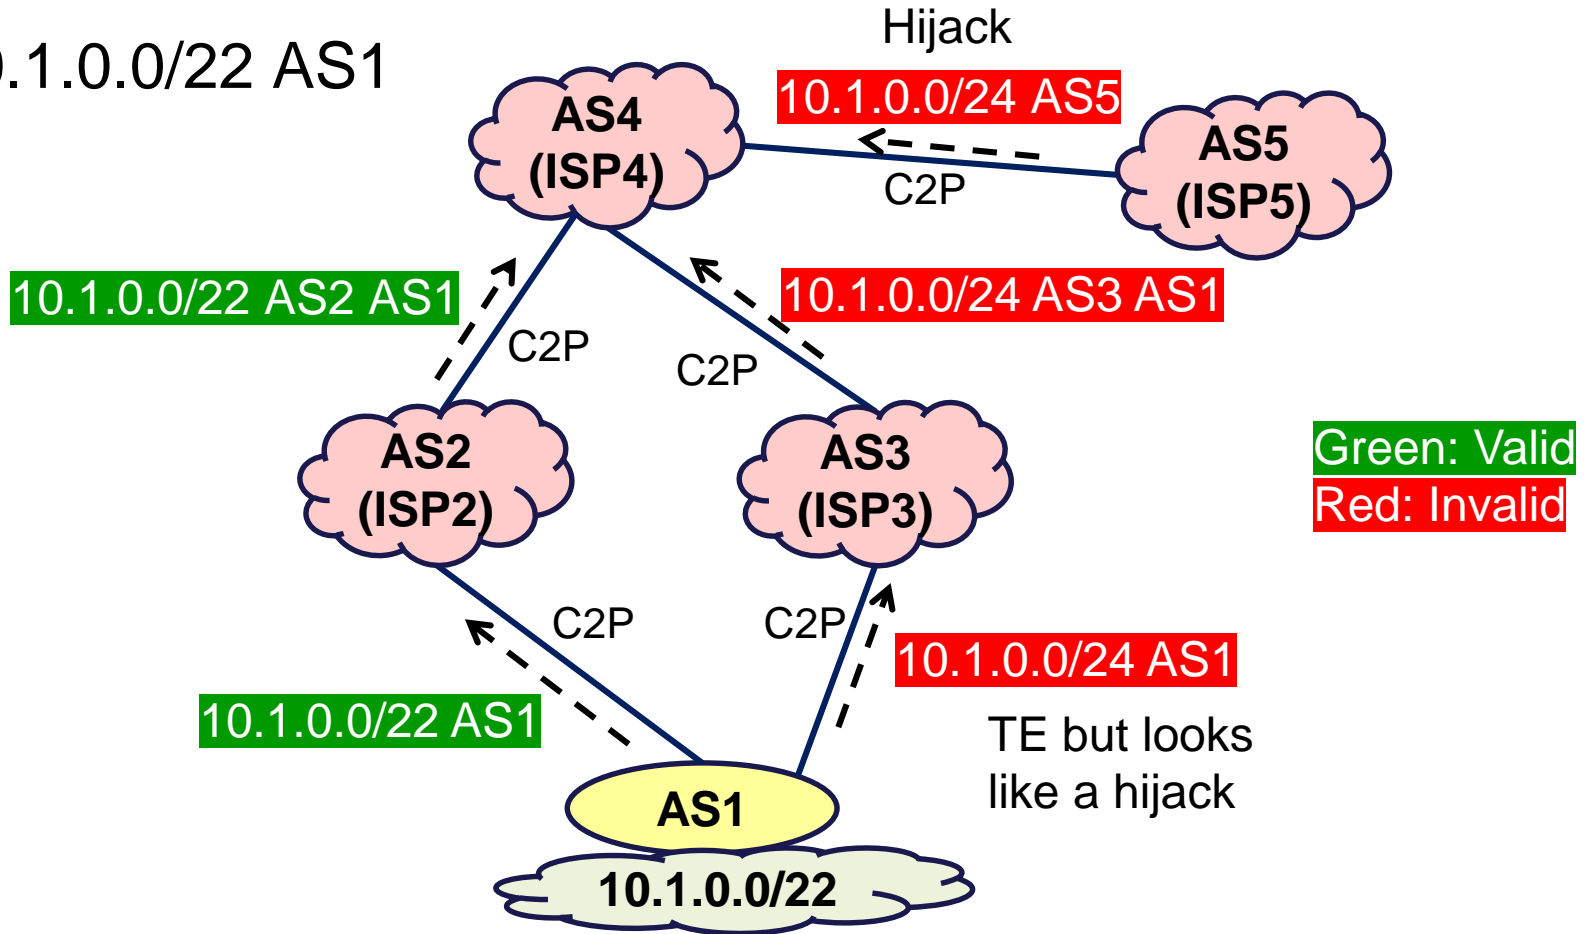 Hijack
0.1.0.0/22 AS1
10.1.0.0/24 AS5
AS4
(ISP4)
AS5
(ISP5)
C2P
10.1.0.0/22 AS2 AS1
10.1.0.0/24 AS3 AS1
C2P
C2P
AS2
(ISP2)
AS3
(ISP3)
Green: Valid
Red: Invalid
C2P
C2P
10.1.0.0/24 AS1
10.1.0.0/22 AS1
TE but looks
like a hijack
AS1
10.1.0.0/22